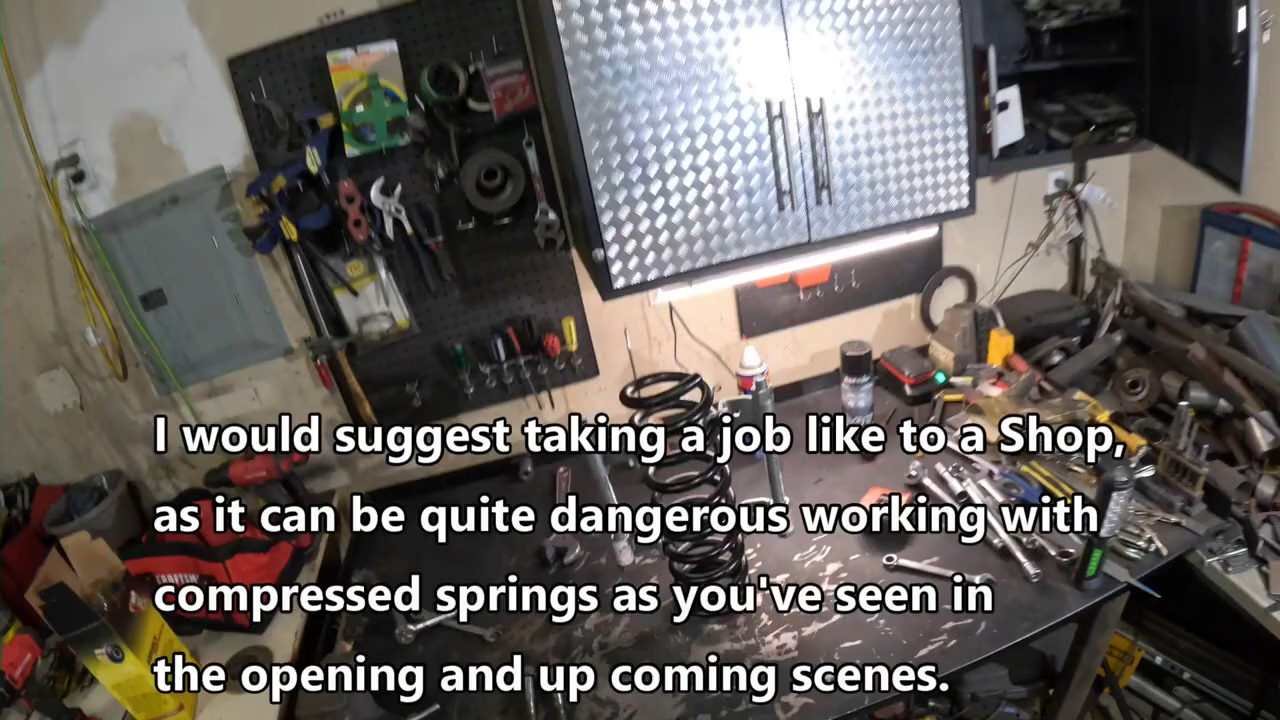 I would suggest taking a job like to a Shop,
as it can be quite dangerous working with
compressed springs as you've seen in
the opening and up coming scenes.
CRAFTSMAN